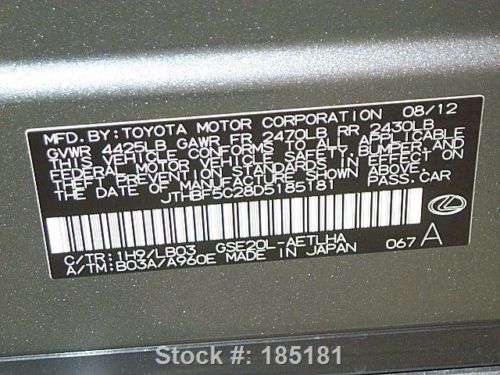 MFD. BY: TOYOTA MOTOR CORPORATION 08/12
GVWR 4425LB GAWR FR 2470LB RR 2430LB
THIS VEHICLE CONFORMS TO ALL APPLICABLE
FEDERAL MOTOR VEHICLE SAFETY, BUMPER, AND
THEFT PREVENTION STANDARDS IN EFFECT ON
THE DATE OF MANUFACTURE SHOWN ABOVE.
JTHBF5C28D5185181 PASS.CAR
C/TR: 1H9/LB03 GSE20L-AETLHA
A/TM: B03A/A960E MADE IN JAPAN 067 A
Stock #: 185181